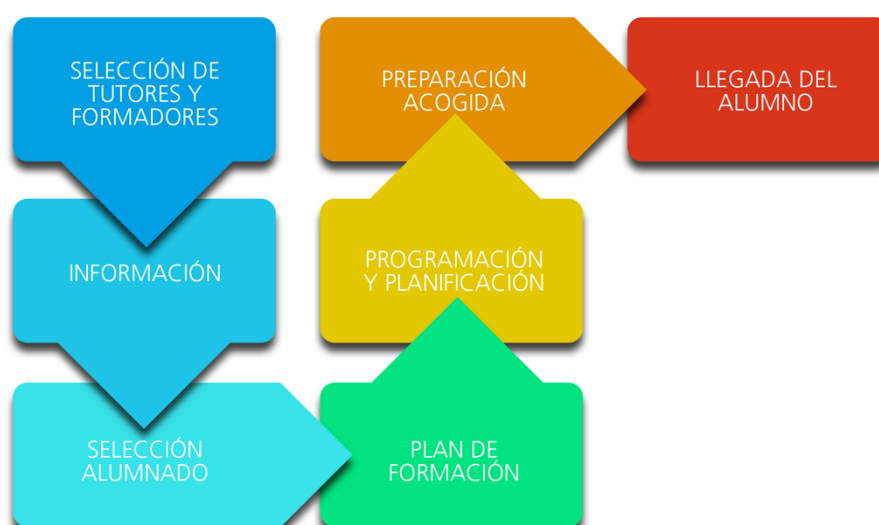 SELECCIÓN DE
TUTORES Y
FORMADORES
INFORMACIÓN
SELECCIÓN
ALUMNADO
PLAN DE
FORMACIÓN
PROGRAMACIÓN
Y PLANIFICACIÓN
PREPARACIÓN
ACOGIDA
LLEGADA DEL
ALUMNO